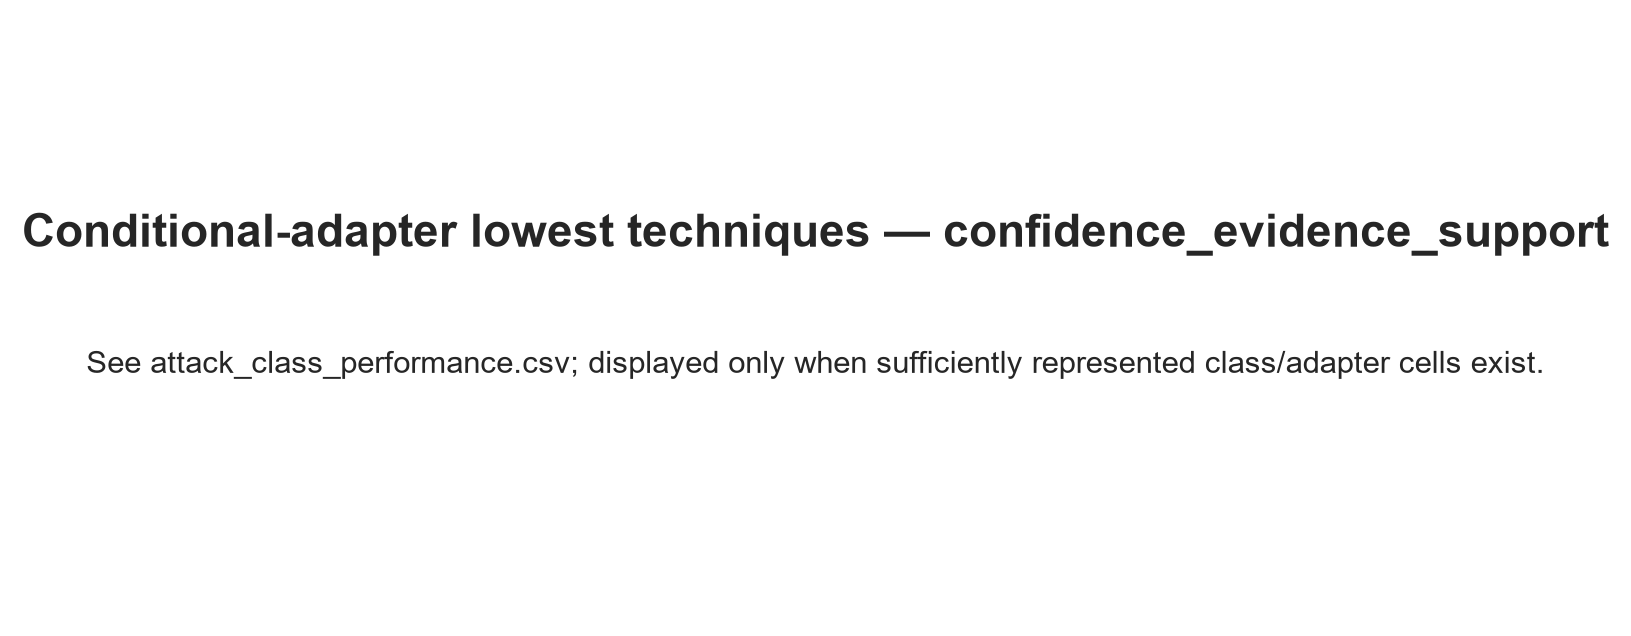 Conditional-adapter lowest techniques — confidence_evidence_support
See attack_class_performance.csv; displayed only when sufficiently represented class/adapter cells exist.